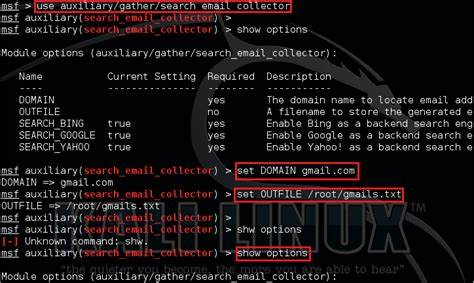 msf > use auxiliary/gather/search_email_collector
msf auxiliary(search_email_collector) >
msf auxiliary(search_email_collector) > show options
Module options (auxiliary/gather/search_email_collector):
Name Current Setting Required Description
DOMAIN yes The domain name to locate email add
OUTFILE no A filename to store the generated e
SEARCH_BING true yes Enable Bing as a backend search eng
SEARCH_GOOGLE true yes Enable Google as a backend search e
SEARCH_YAHOO true yes Enable Yahoo! as a backend search e
msf auxiliary(search_email_collector) > set DOMAIN gmail.com
DOMAIN => gmail.com
msf auxiliary(search_email_collector) > set OUTFILE /root/gmails.txt
OUTFILE => /root/gmails.txt
msf auxiliary(search_email_collector) > show options
[-] Unknown command: shw.
msf auxiliary(search_email_collector) > show options
KALI LINUX™
"the quieter you become, the more you are able to hear"
Module options (auxiliary/gather/search_email_collector):